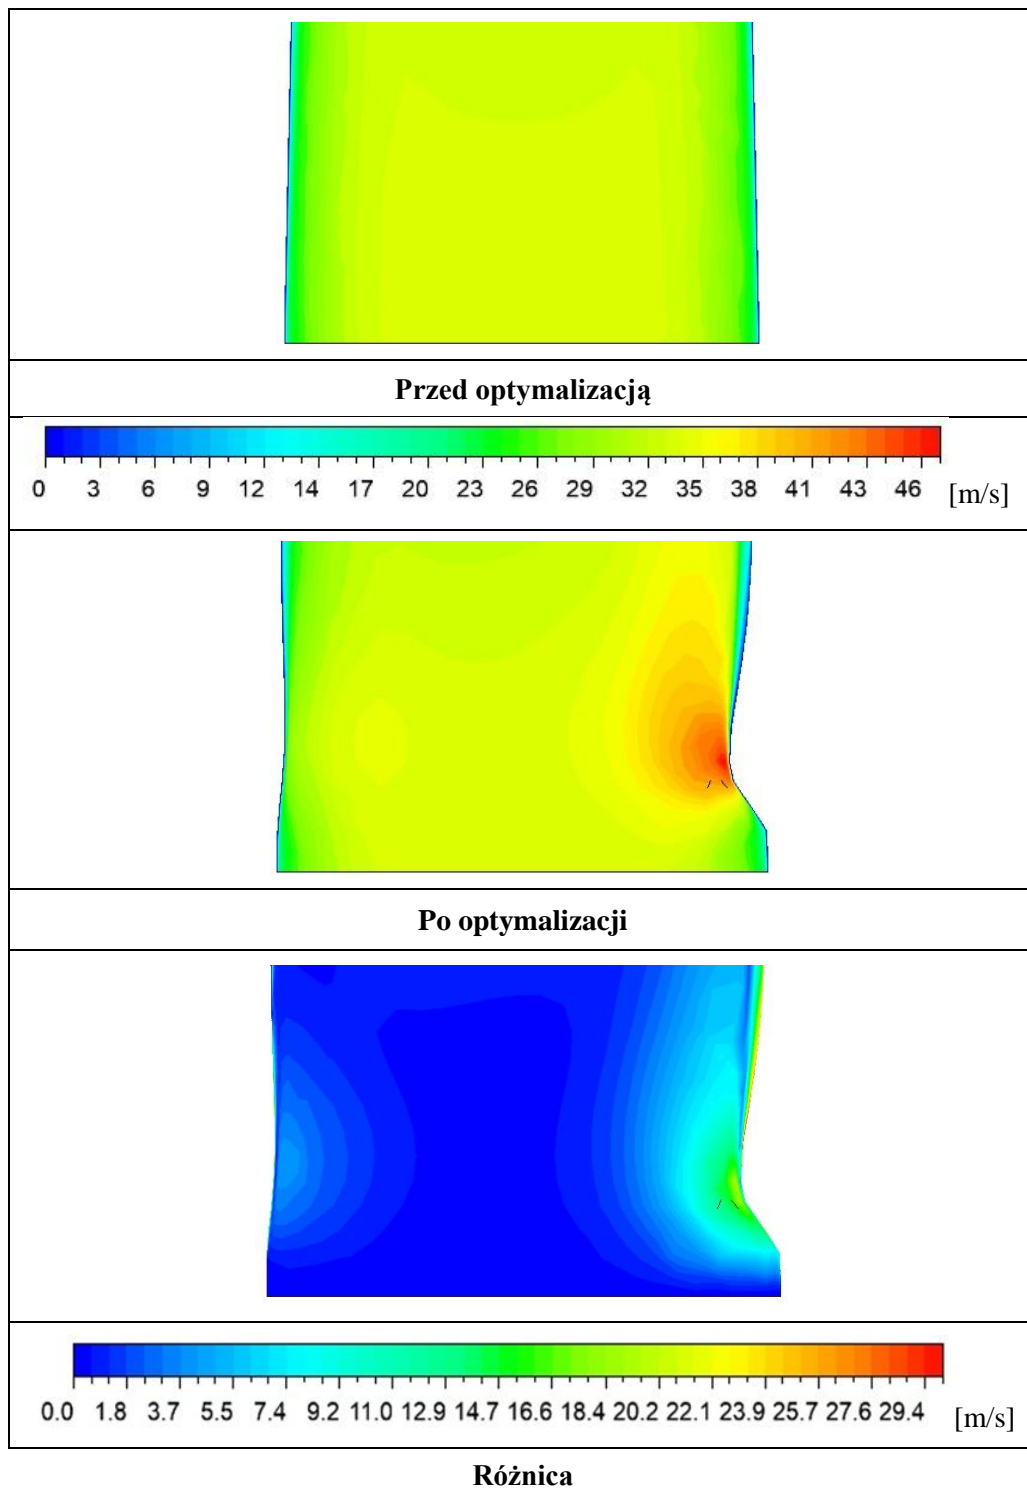 Przed optymalizacją
0 3 6 9 12 14 17 20 23 26 29 32 35 38 41 43 46 [m/s]
Po optymalizacji
0.0 1.8 3.7 5.5 7.4 9.2 11.0 12.9 14.7 16.6 18.4 20.2 22.1 23.9 25.7 27.6 29.4 [m/s]
Różnica